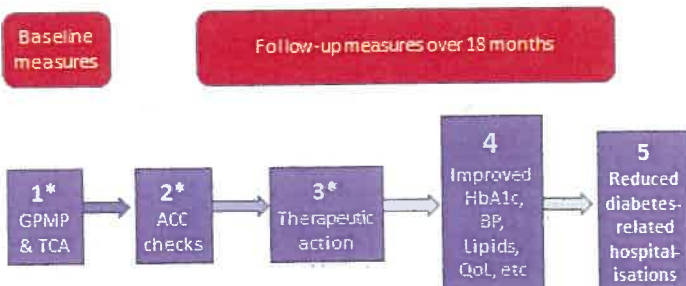 Baseline
measures
Follow-up measures over 18 months
1*
GPMP
& TCA
2*
ACC
checks
3*
Therapeutic
action
4
Improved
HbA1c,
BP,
Lipids,
QoL, etc
5
Reduced
diabetes-
related
hospital-
isations